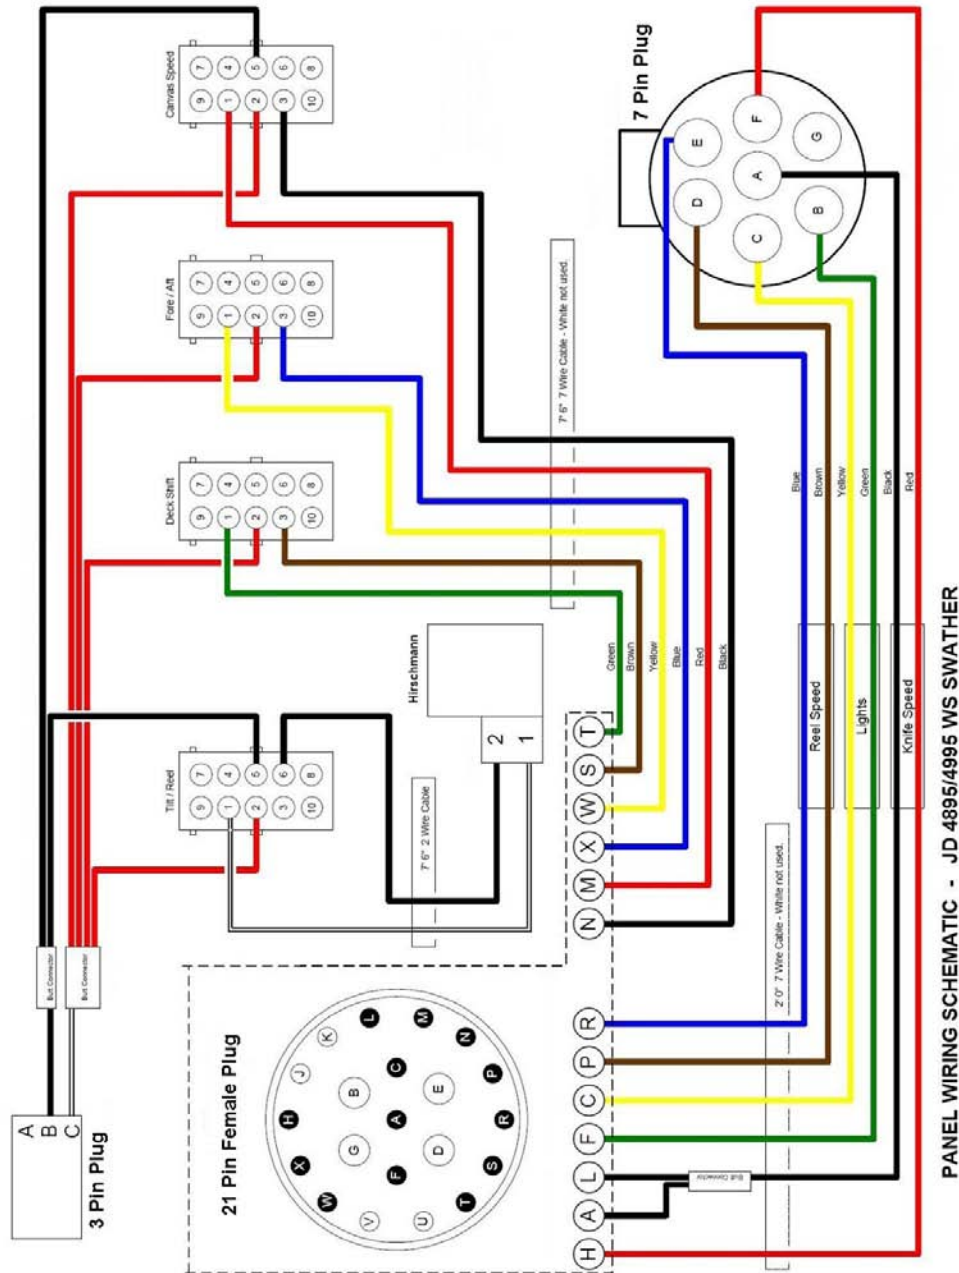 7 Pin Plug
A
B
C
D
E
F
G
Canvas Speed
7 4 5 6 8
9 1 2 3 10
Fore / Aft
7 4 5 6 8
9 1 2 3 10
Deck Shift
7 4 5 6 8
9 1 2 3 10
Tilt / Reel
7 4 5 6 8
9 1 2 3 10
7' 6" 7 Wire Cable - White not used.
Hirschmann
2
1
7' 6" 2 Wire Cable
Green
Brown
Yellow
Blue
Red
Black
Blue
Brown
Yellow
Green
Black
Red
Reel Speed
Lights
Knife Speed
2' 0" 7 Wire Cable - White not used.
T
S
W
X
M
N
R
P
C
F
L
A
H
Butt Connector
Butt Connector
Butt Connector
A
B
C
3 Pin Plug
21 Pin Female Plug
A
B
C
D
E
F
G
H
J
K
L
M
N
P
R
S
T
U
V
W
X
PANEL WIRING SCHEMATIC - JD 4895/4995 WS SWATHER